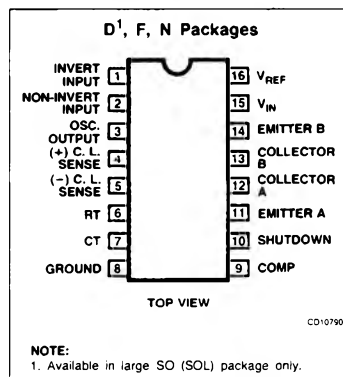 D¹, F, N Packages
INVERT
INPUT 1
NON-INVERT
INPUT 2
OSC.
OUTPUT 3
(+) C. L.
SENSE 4
(−) C. L.
SENSE 5
RT 6
CT 7
GROUND 8
16 VREF
15 VIN
14 EMITTER B
13 COLLECTOR
B
12 COLLECTOR
A
11 EMITTER A
10 SHUTDOWN
9 COMP
TOP VIEW
CD10790
NOTE:
1. Available in large SO (SOL) package only.